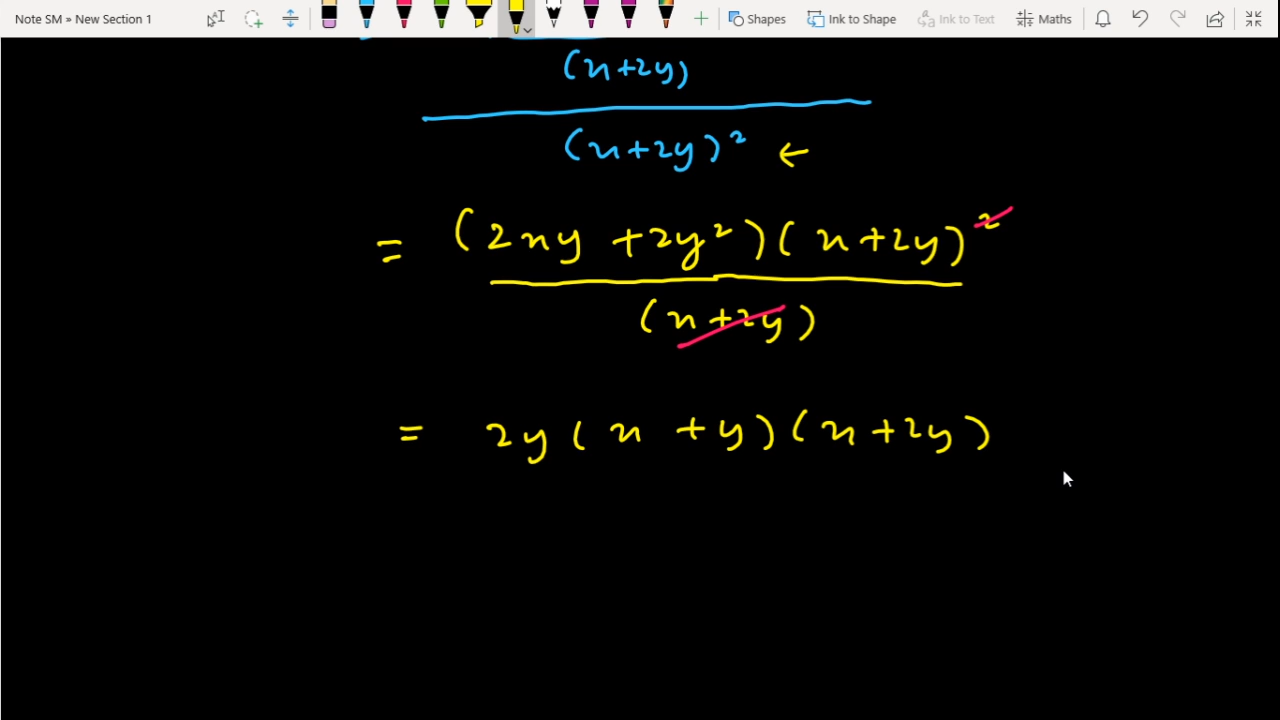 Note SM » New Section 1 Shapes Ink to Shape Ink to Text Maths
(x+2y)
(x+2y)²
←
= (2xy +2y²)(x+2y)²
(x+2y)
= 2y(x +y)(x+2y)